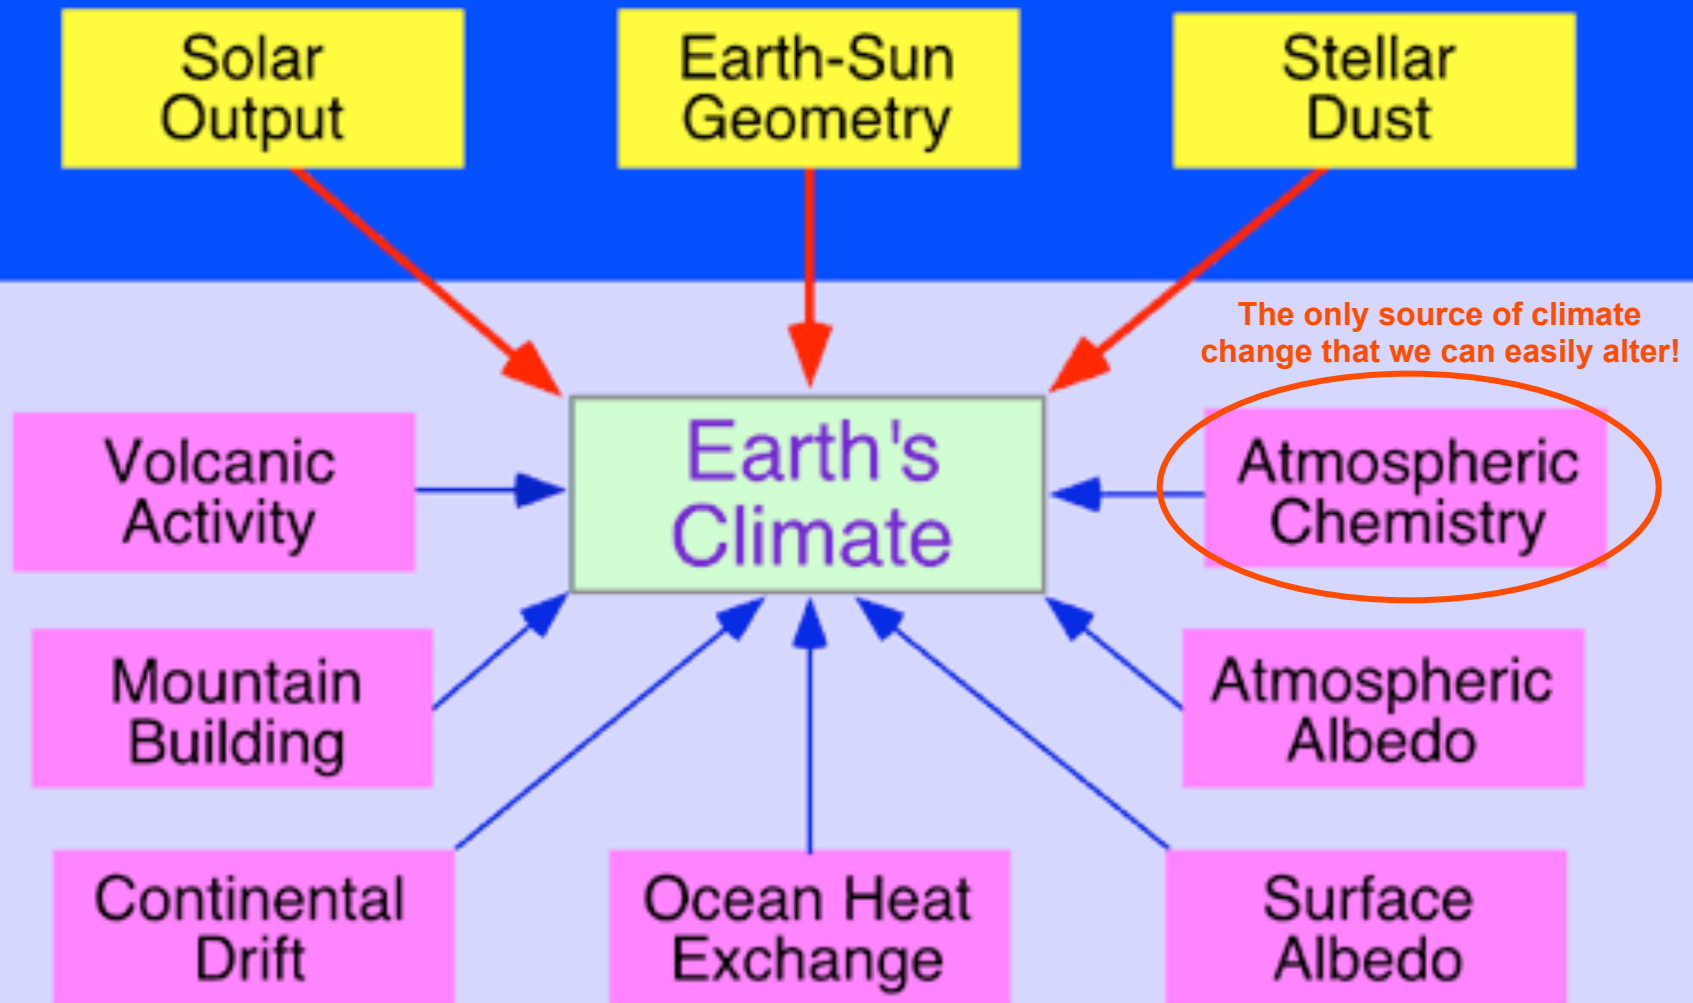 Solar
Output
Earth-Sun
Geometry
Stellar
Dust
The only source of climate
change that we can easily alter!
Volcanic
Activity
Earth's
Climate
Atmospheric
Chemistry
Mountain
Building
Atmospheric
Albedo
Continental
Drift
Ocean Heat
Exchange
Surface
Albedo